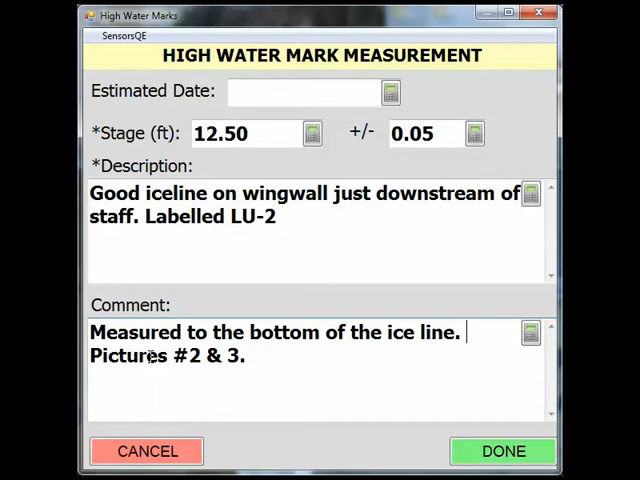 High Water Marks
SensorsQE
HIGH WATER MARK MEASUREMENT
Estimated Date:
*Stage (ft): 12.50 +/- 0.05
*Description:
Good iceline on wingwall just downstream of
staff. Labelled LU-2
Comment:
Measured to the bottom of the ice line.
Pictures #2 & 3.
CANCEL DONE